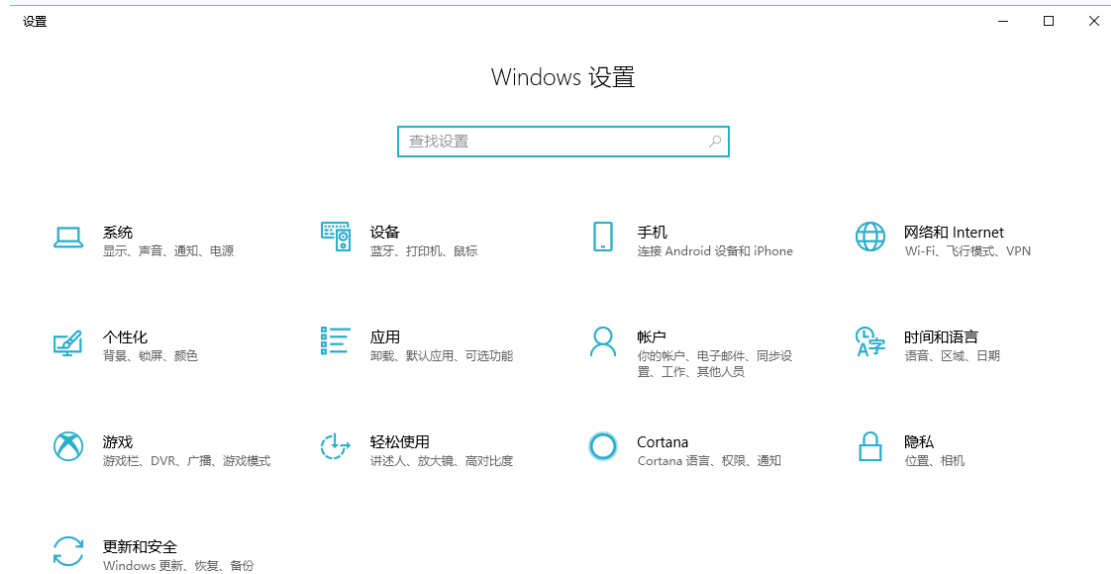 设置
Windows 设置
查找设置
系统
显示、声音、通知、电源
设备
蓝牙、打印机、鼠标
手机
连接 Android 设备和 iPhone
网络和 Internet
Wi-Fi、飞行模式、VPN
个性化
背景、锁屏、颜色
应用
卸载、默认应用、可选功能
帐户
你的帐户、电子邮件、同步设
置、工作、其他人员
时间和语言
语音、区域、日期
游戏
游戏栏、DVR、广播、游戏模式
轻松使用
讲述人、放大镜、高对比度
Cortana
Cortana 语言、权限、通知
隐私
位置、相机
更新和安全
Windows 更新、恢复、备份